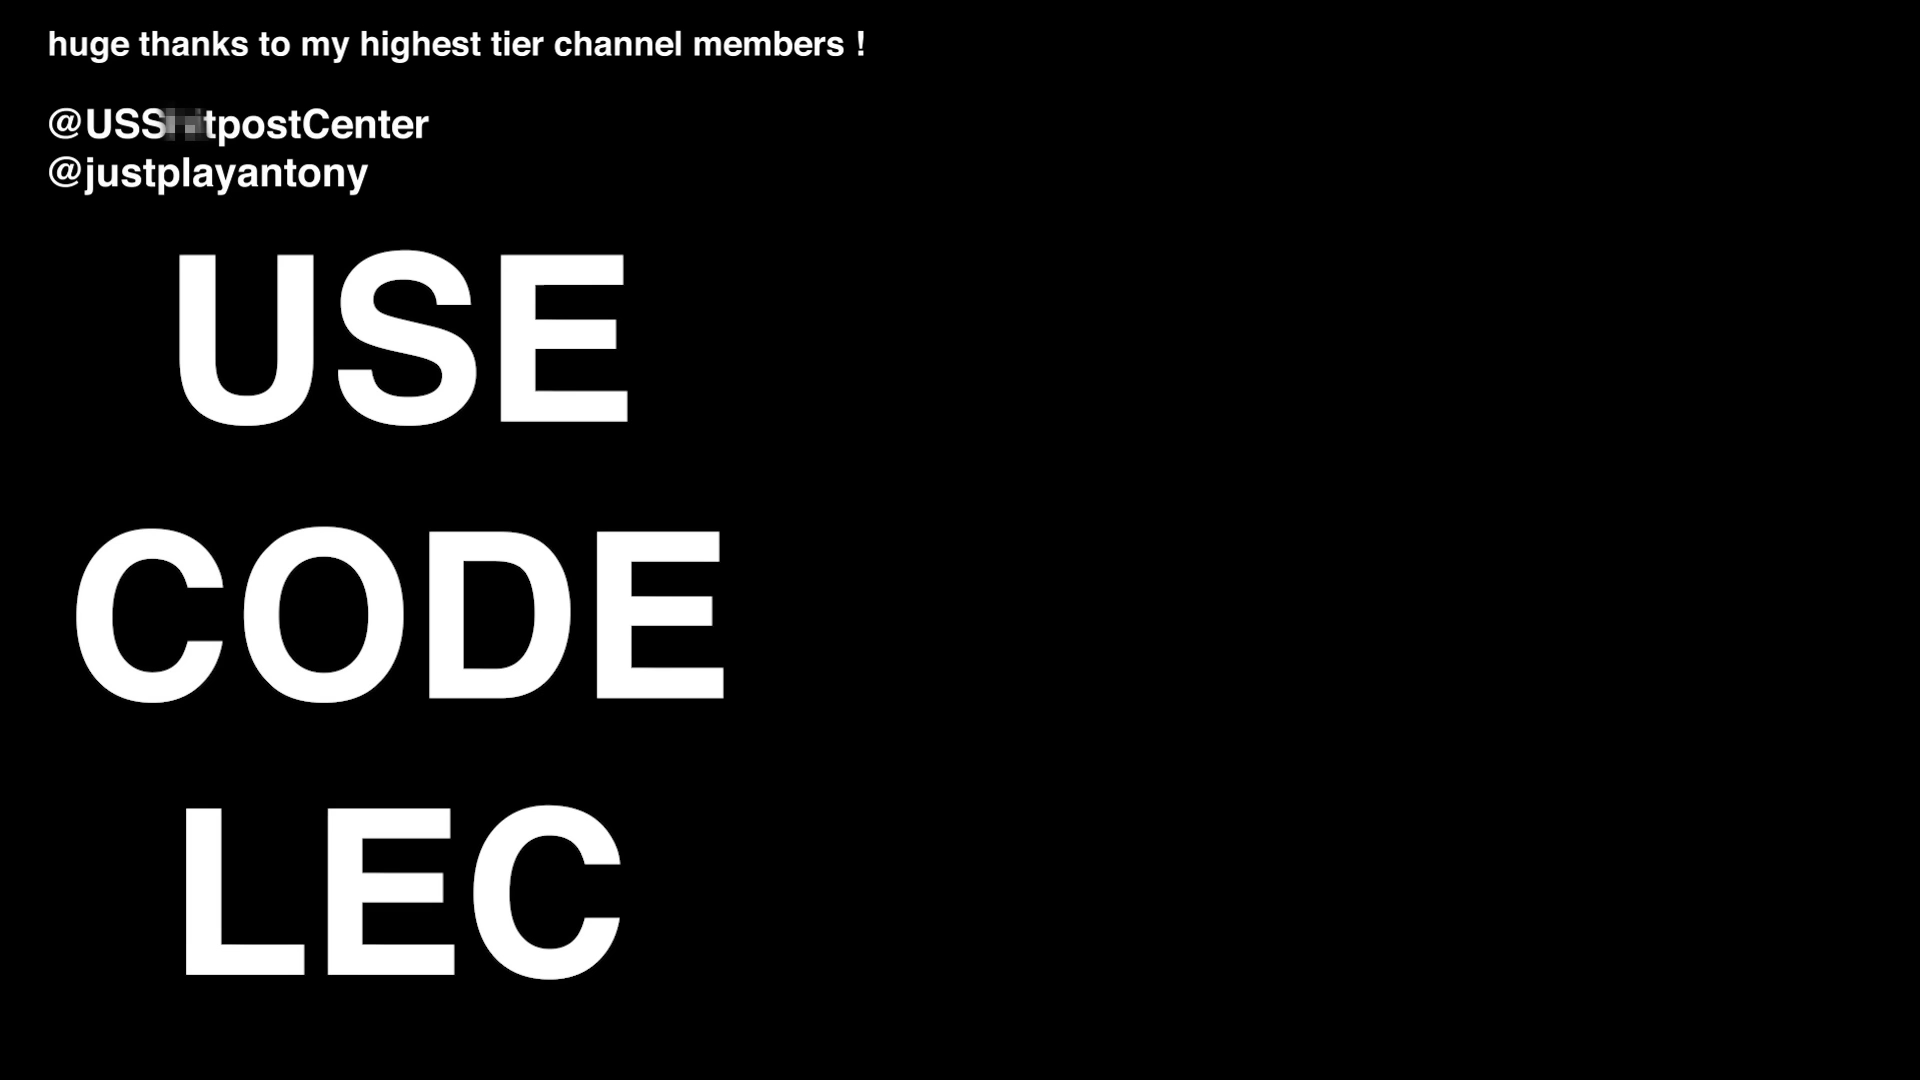 huge thanks to my highest tier channel members !
@justplayantony
USE
CODE
LEC